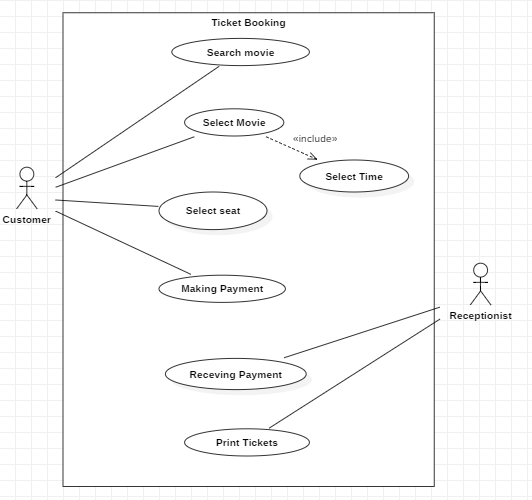 Ticket Booking
Search movie
Select Movie
«include»
Select Time
Select seat
Customer
Making Payment
Receptionist
Receving Payment
Print Tickets